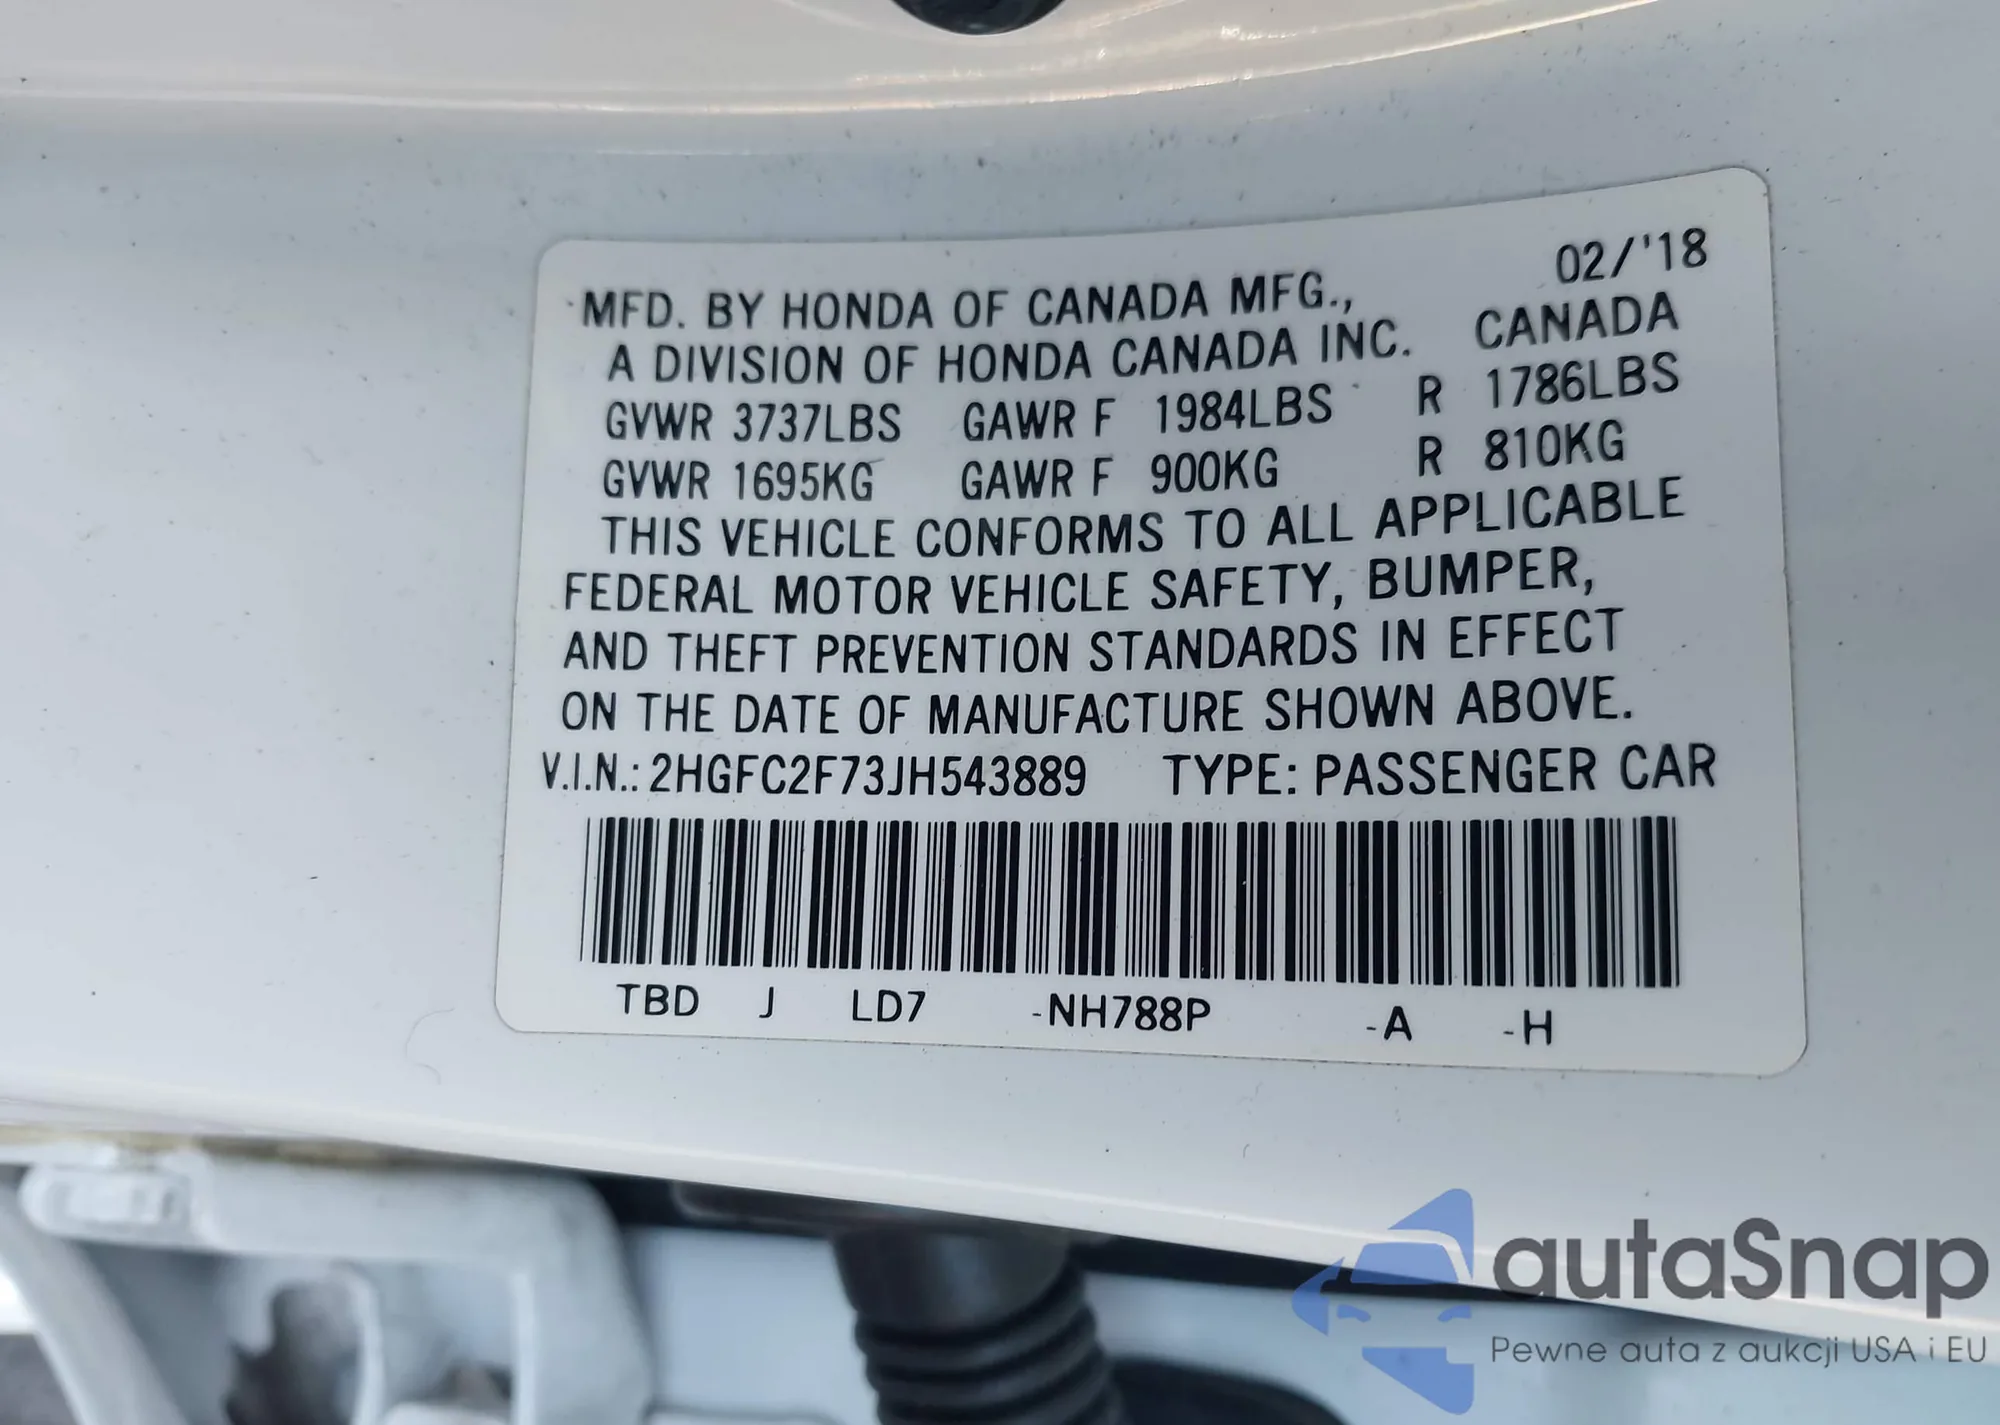 02/'18
MFD. BY HONDA OF CANADA MFG.,
A DIVISION OF HONDA CANADA INC. CANADA
GVWR 3737LBS GAWR F 1984LBS R 1786LBS
GVWR 1695KG GAWR F 900KG R 810KG
THIS VEHICLE CONFORMS TO ALL APPLICABLE
FEDERAL MOTOR VEHICLE SAFETY, BUMPER,
AND THEFT PREVENTION STANDARDS IN EFFECT
ON THE DATE OF MANUFACTURE SHOWN ABOVE.
V.I.N.: 2HGFC2F73JH543889 TYPE: PASSENGER CAR
TBD J LD7 -NH788P -A -H
autaSnap
Pewne auta z aukcji USA i EU